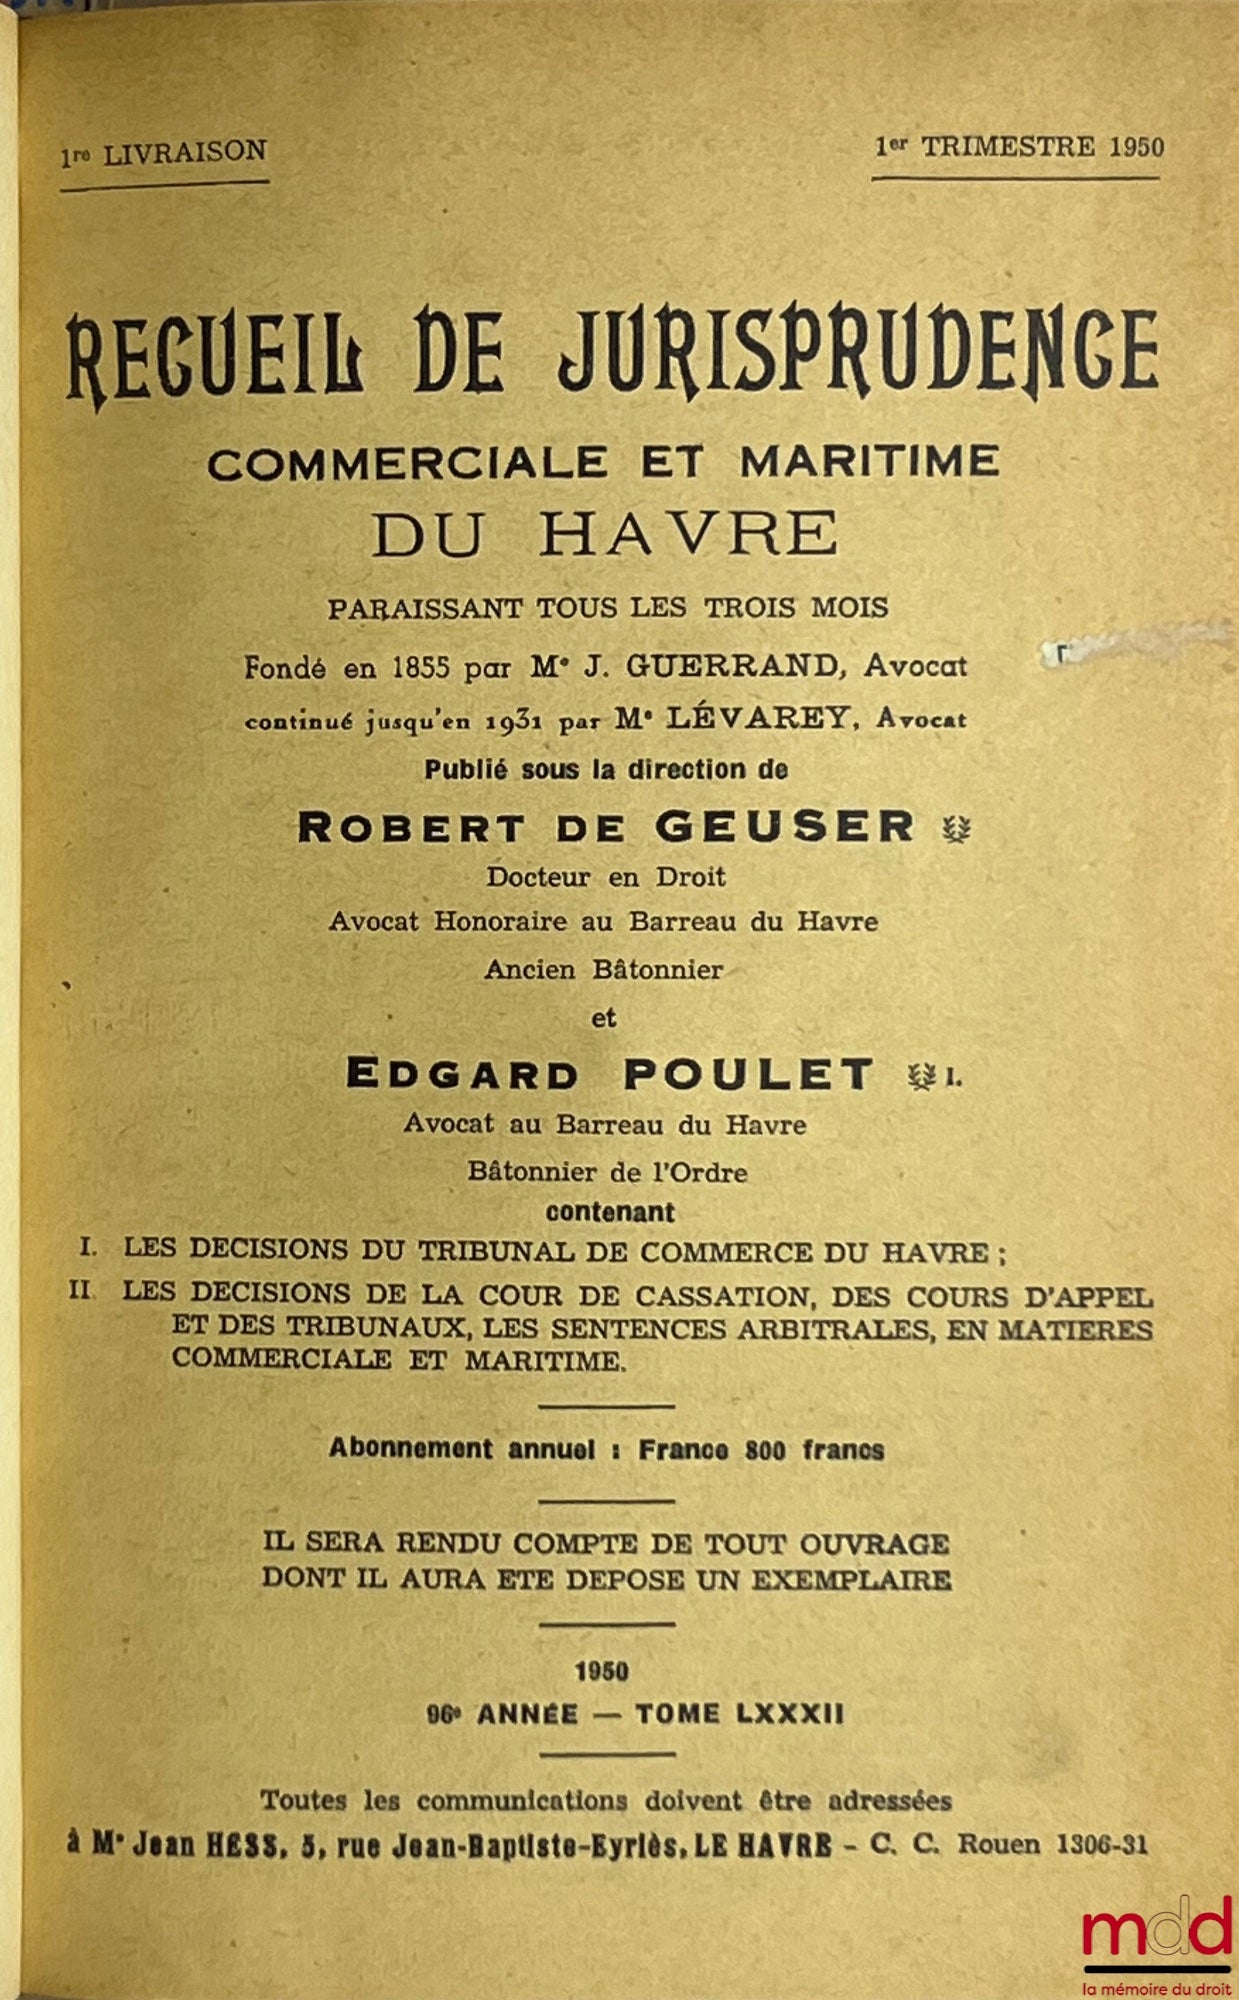 1re LIVRAISON
1er TRIMESTRE 1950
RECUEIL DE JURISPRUDENCE
COMMERCIALE ET MARITIME
DU HAVRE
PARAISSANT TOUS LES TROIS MOIS
Fondé en 1855 par Me J. GUERRAND, Avocat
continué jusqu'en 1931 par Me LÉVAREY, Avocat
Publié sous la direction de
ROBERT DE GEUSER
Docteur en Droit
Avocat Honoraire au Barreau du Havre
Ancien Bâtonnier
et
EDGARD POULET I.
Avocat au Barreau du Havre
Bâtonnier de l'Ordre
contenant
I. LES DECISIONS DU TRIBUNAL DE COMMERCE DU HAVRE ;
II LES DECISIONS DE LA COUR DE CASSATION, DES COURS D'APPEL
ET DES TRIBUNAUX, LES SENTENCES ARBITRALES, EN MATIERES
COMMERCIALE ET MARITIME.
Abonnement annuel : France 800 francs
IL SERA RENDU COMPTE DE TOUT OUVRAGE
DONT IL AURA ETE DEPOSE UN EXEMPLAIRE
1950
96e ANNÉE — TOME LXXXII
Toutes les communications doivent être adressées
à Me Jean HESS, 5, rue Jean-Baptiste-Eyriès, LE HAVRE - C. C. Rouen 1306-31
mdd
la mémoire du droit